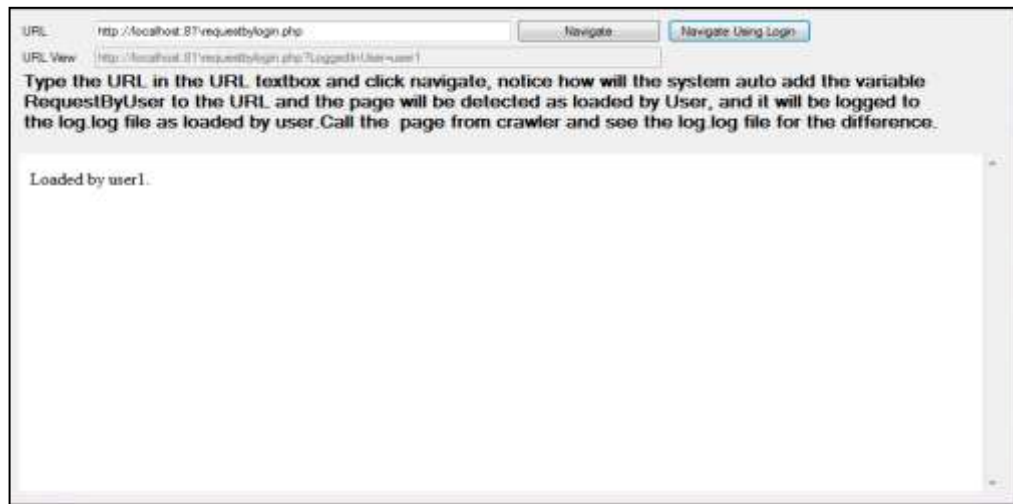 URL http://localhost:87\requestbylogin.php Navigate Navigate Using Login
URL View http://localhost:87\requestbylogin.php?LoggedInUser=user1
Type the URL in the URL textbox and click navigate, notice how will the system auto add the variable
RequestByUser to the URL and the page will be detected as loaded by User, and it will be logged to
the log.log file as loaded by user.Call the page from crawler and see the log.log file for the difference.
Loaded by user1.